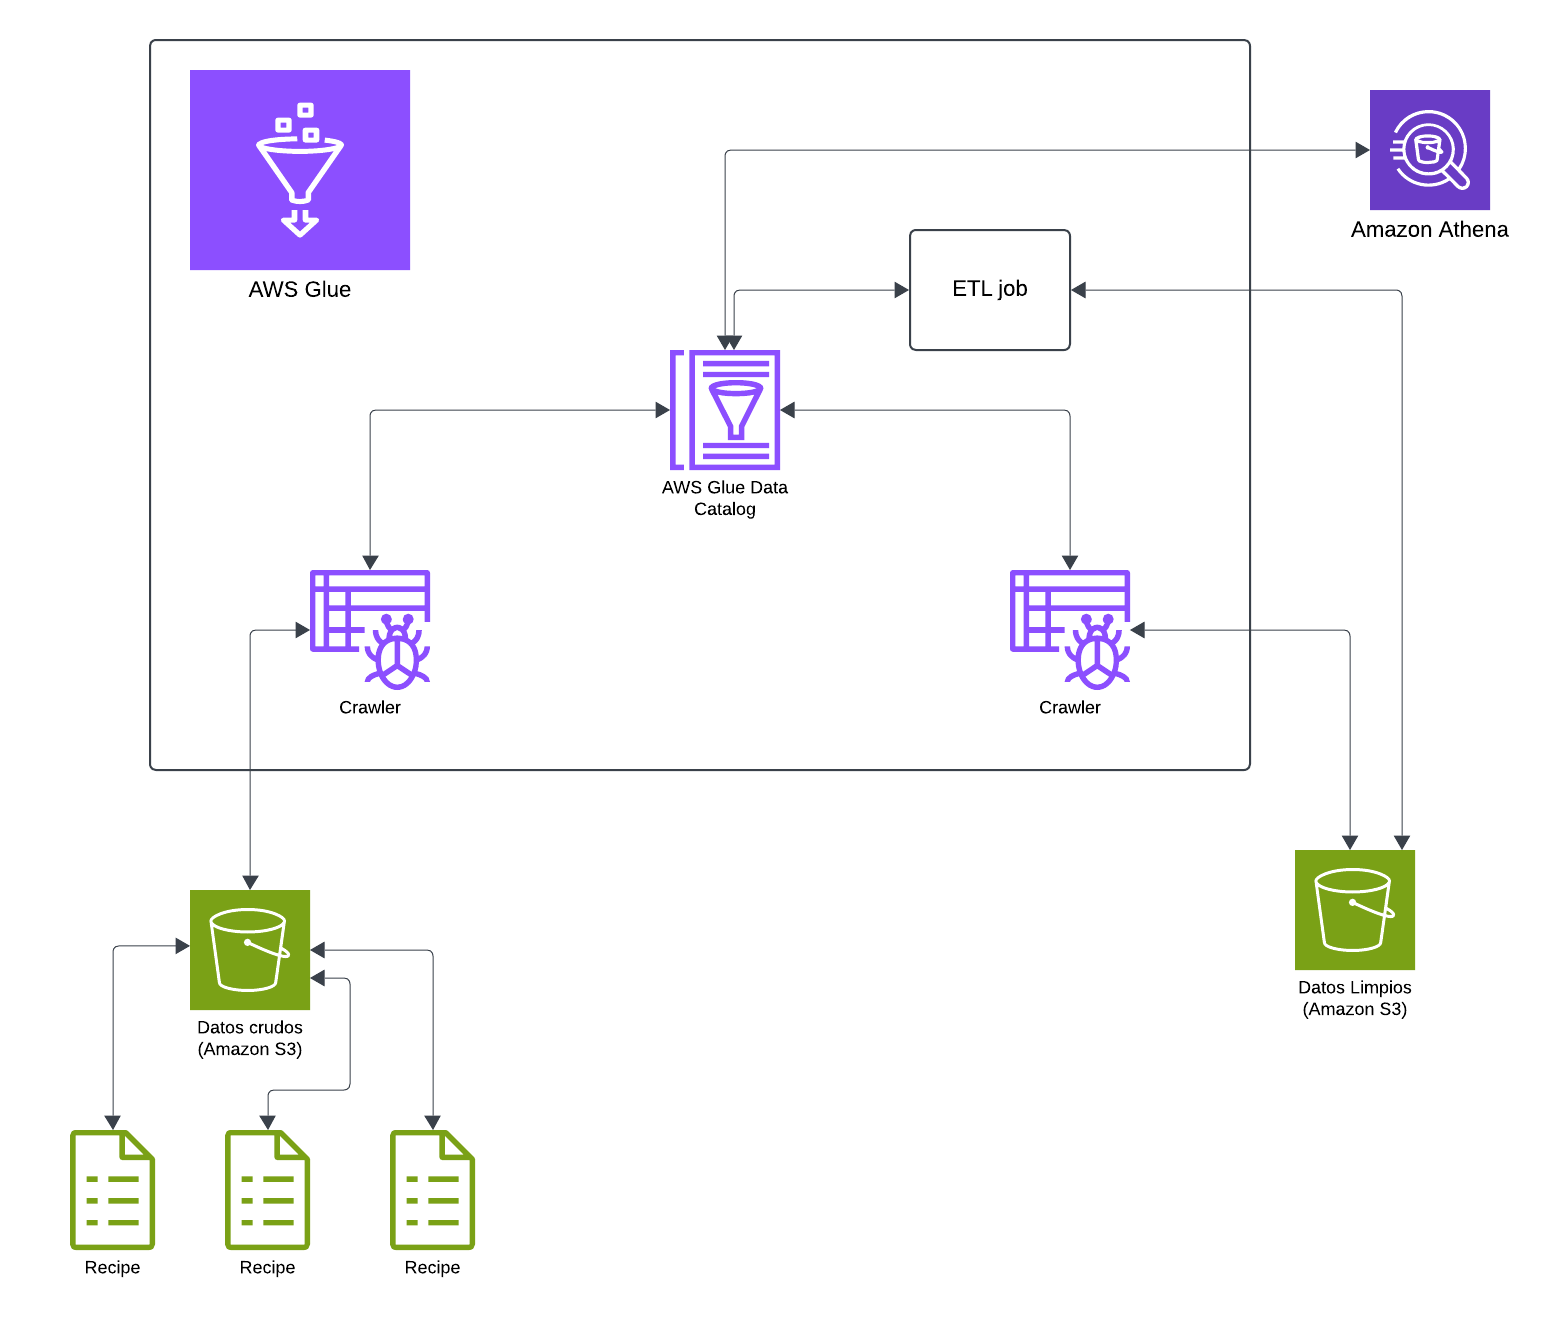 AWS Glue
Amazon Athena
ETL job
AWS Glue Data
Catalog
Crawler
Crawler
Datos crudos
(Amazon S3)
Datos Limpios
(Amazon S3)
Recipe
Recipe
Recipe